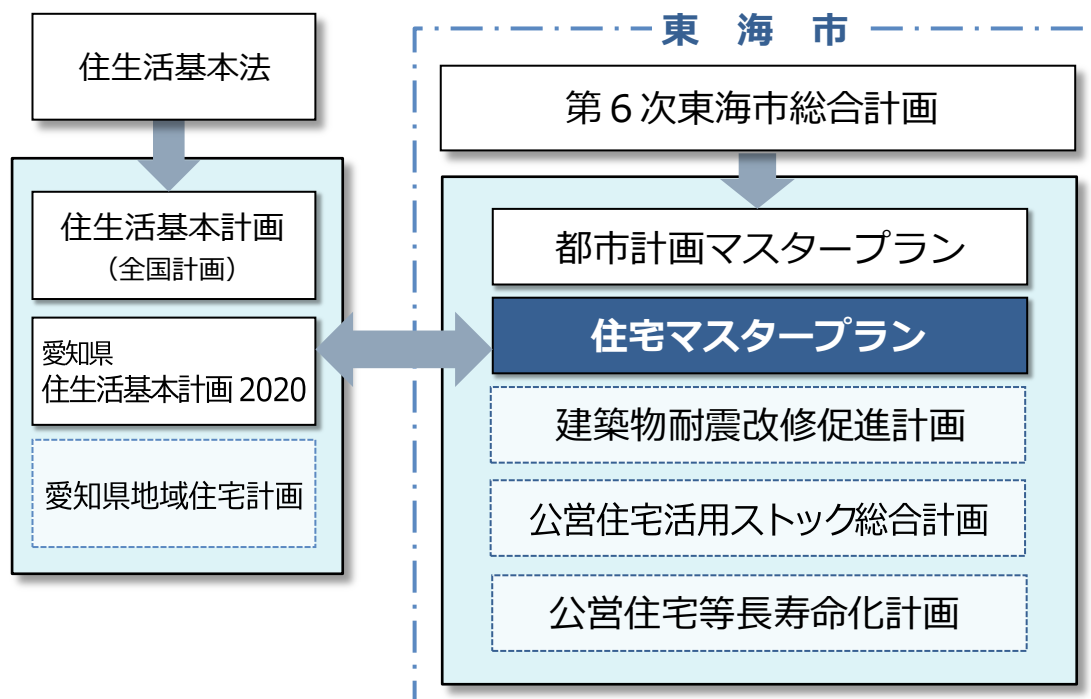 住生活基本法
住生活基本計画
（全国計画）
愛知県
住生活基本計画 2020
愛知県地域住宅計画
東 海 市
第６次東海市総合計画
都市計画マスタープラン
住宅マスタープラン
建築物耐震改修促進計画
公営住宅活用ストック総合計画
公営住宅等長寿命化計画